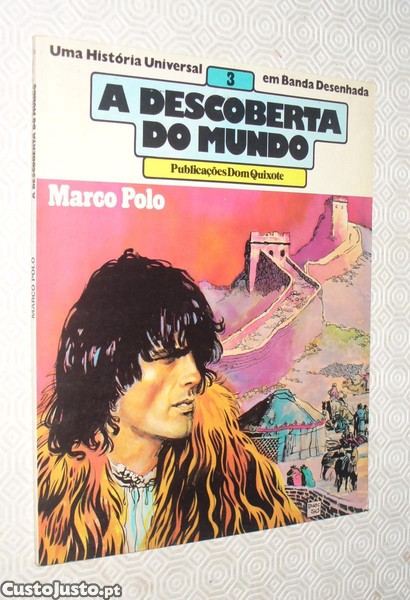 Uma História Universal
3
em Banda Desenhada
A DESCOBERTA
DO MUNDO
Publicações Dom Quixote
Marco Polo
A DESCOBERTA DO MUNDO
MARCO POLO
CustoJusto.pt